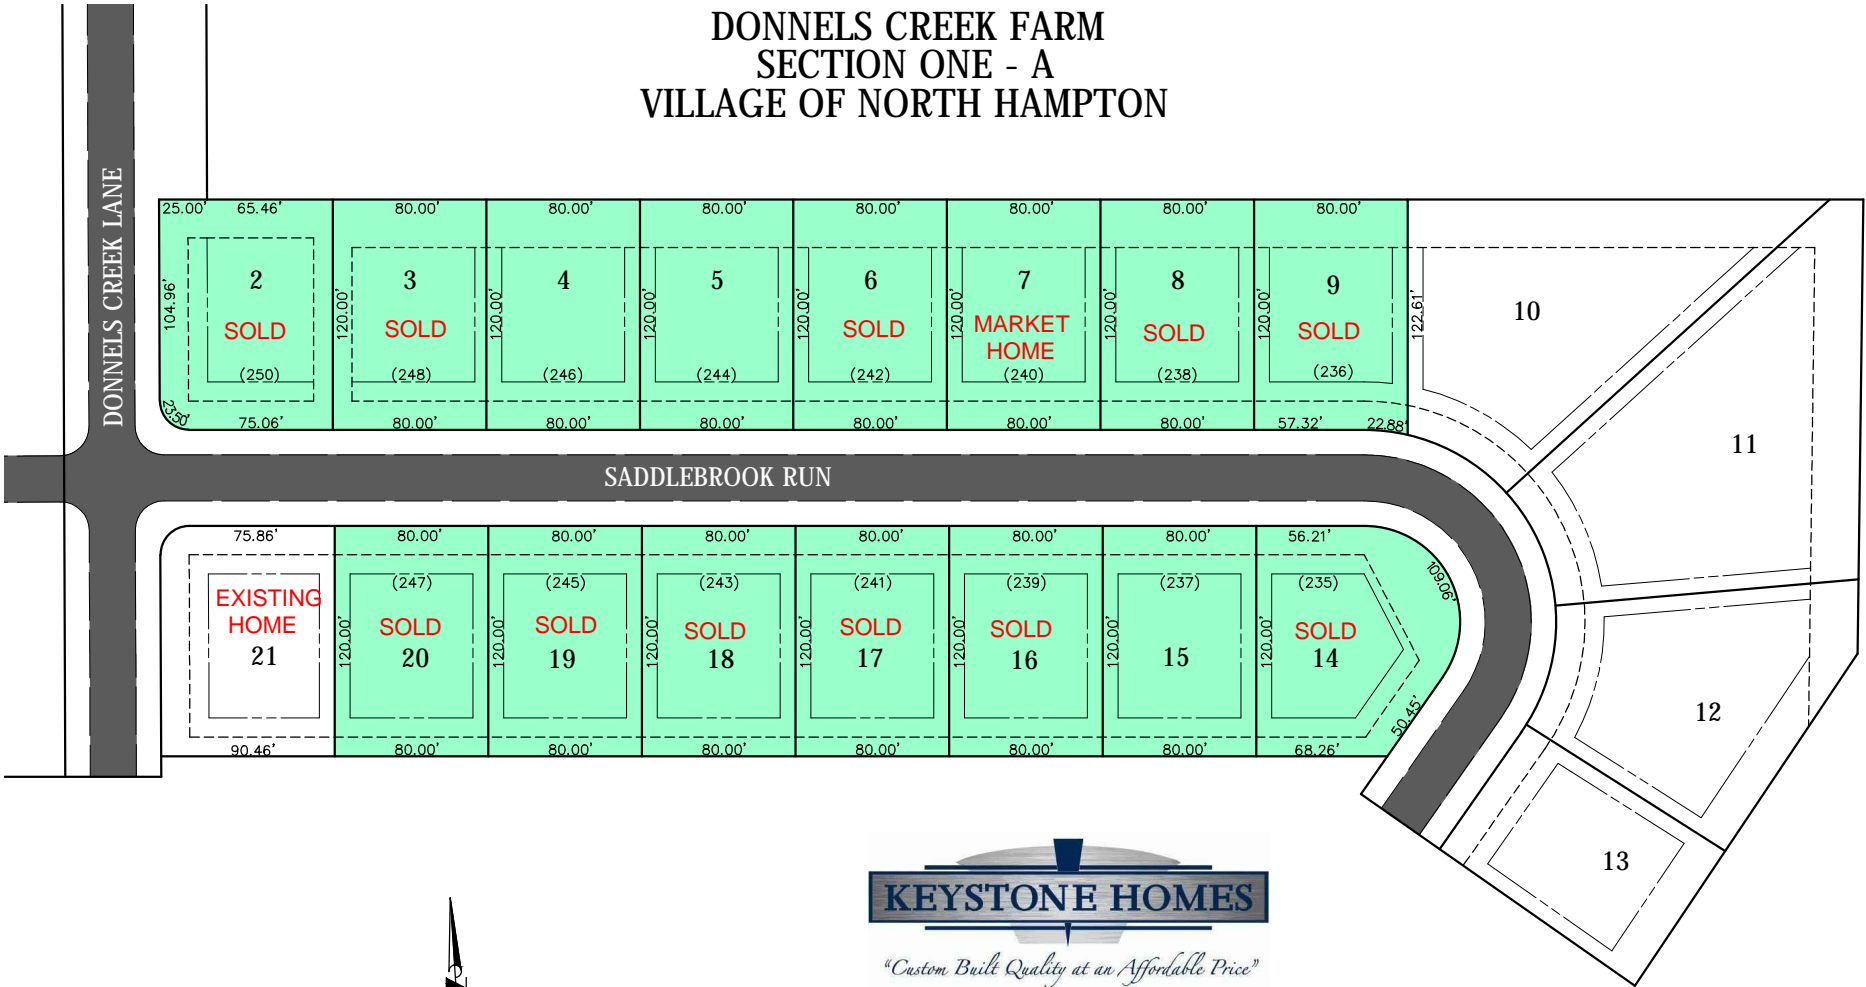 DONNELS CREEK FARM
SECTION ONE - A
VILLAGE OF NORTH HAMPTON
DONNELS CREEK LANE
25.00' 65.46' 80.00' 80.00' 80.00' 80.00' 80.00' 80.00' 80.00'
104.96' 120.00' 120.00' 120.00' 120.00' 120.00' 120.00' 120.00' 122.61'
2 3 4 5 6 7 8 9 10
SOLD SOLD SOLD MARKET HOME SOLD SOLD
(250) (248) (246) (244) (242) (240) (238) (236)
23.50' 75.06' 80.00' 80.00' 80.00' 80.00' 80.00' 80.00' 57.32' 22.88'
11
SADDLEBROOK RUN
75.86' 80.00' 80.00' 80.00' 80.00' 80.00' 80.00' 56.21' 109.06'
(247) (245) (243) (241) (239) (237) (235)
EXISTING
HOME
SOLD SOLD SOLD SOLD SOLD SOLD
120.00' 120.00' 120.00' 120.00' 120.00' 120.00' 120.00'
21 20 19 18 17 16 15 14
50.45'
12
90.46' 80.00' 80.00' 80.00' 80.00' 80.00' 80.00' 68.26'
13
KEYSTONE HOMES
"Custom Built Quality at an Affordable Price"